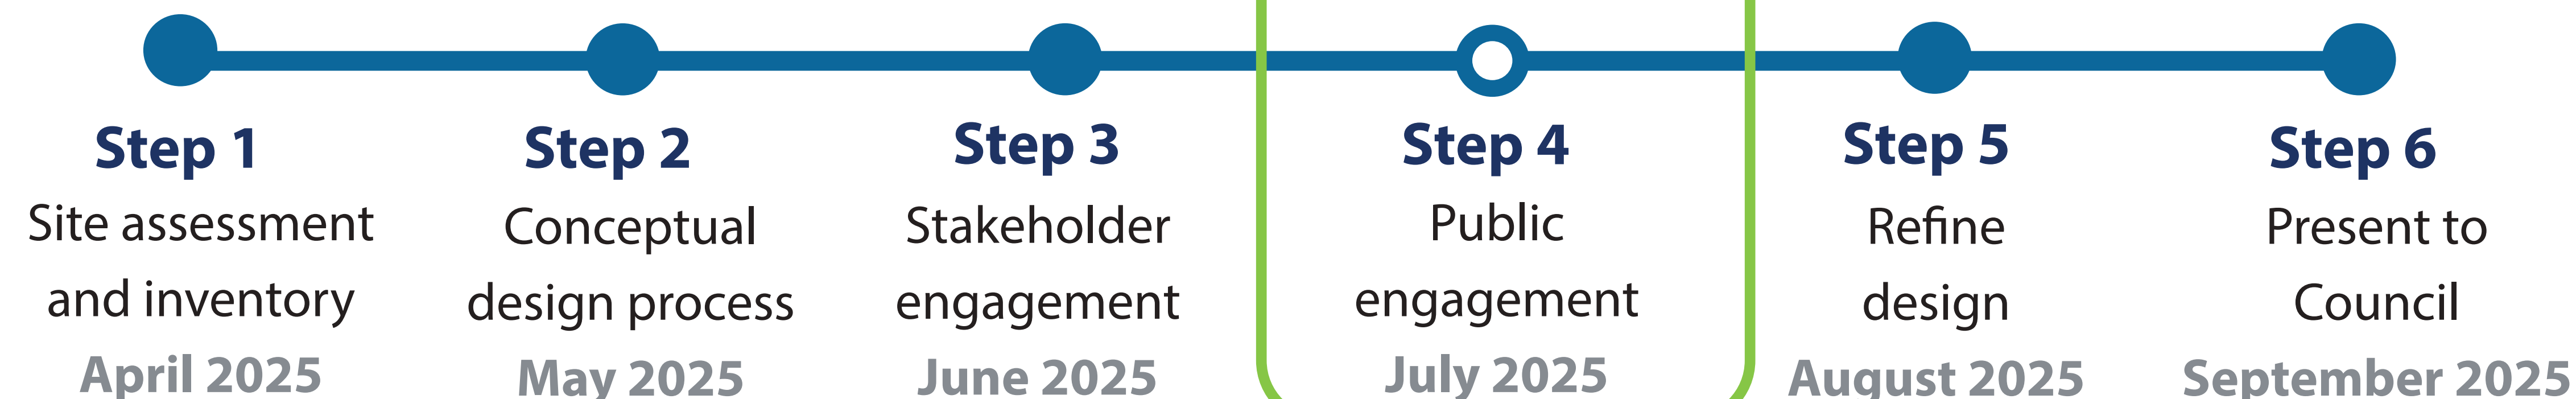 Step 1
Site assessment
and inventory
April 2025
Step 2
Conceptual
design process
May 2025
Step 3
Stakeholder
engagement
June 2025
Step 4
Public
engagement
July 2025
Step 5
Refine
design
August 2025
Step 6
Present to
Council
September 2025